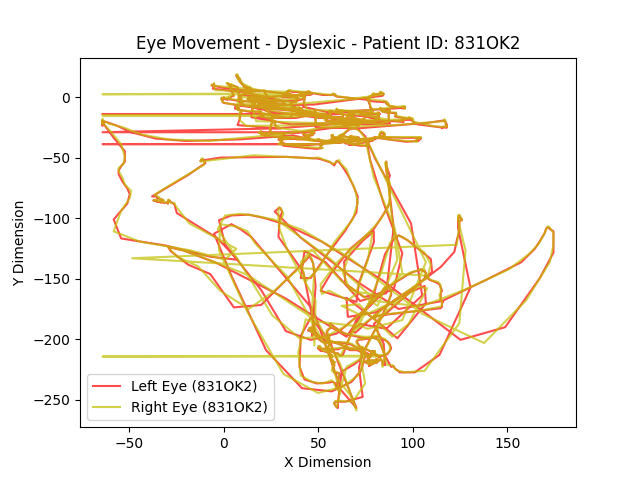 Eye Movement - Dyslexic - Patient ID: 831OK2
Y Dimension
0
−50
−100
−150
−200
−250
Left Eye (831OK2)
Right Eye (831OK2)
−50
0
50
100
150
X Dimension